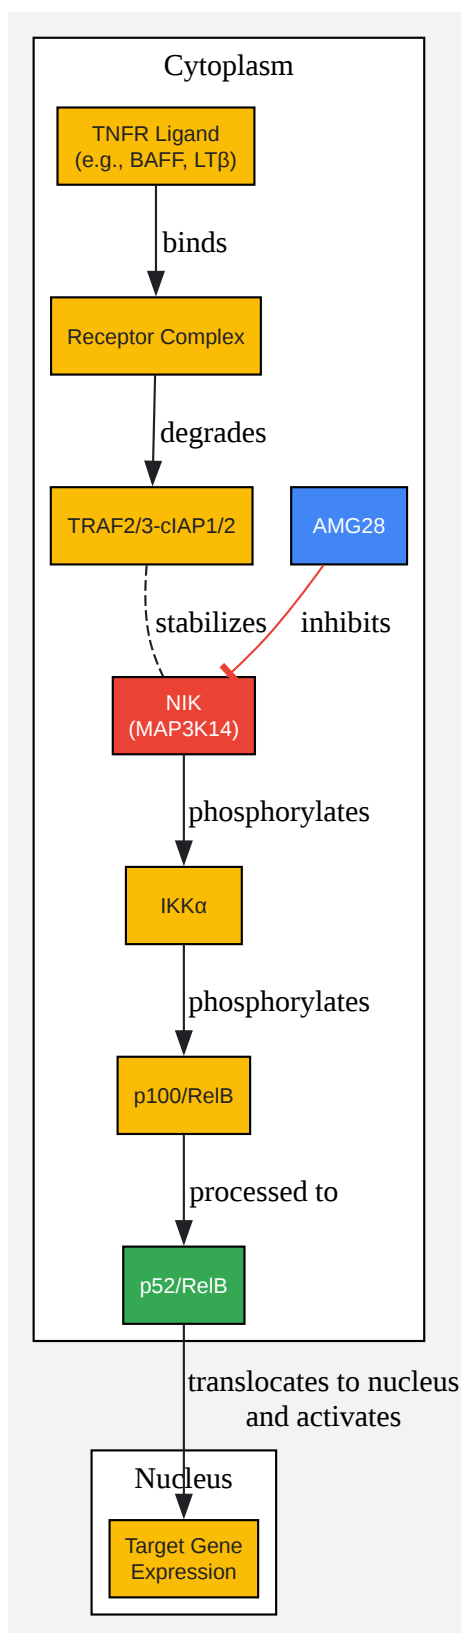 Cytoplasm
TNFR Ligand
(e.g., BAFF, LTβ)
binds
Receptor Complex
degrades
TRAF2/3-cIAP1/2
AMG28
stabilizes
inhibits
NIK
(MAP3K14)
phosphorylates
IKKα
phosphorylates
p100/RelB
processed to
p52/RelB
translocates to nucleus
and activates
Nucleus
Target Gene
Expression